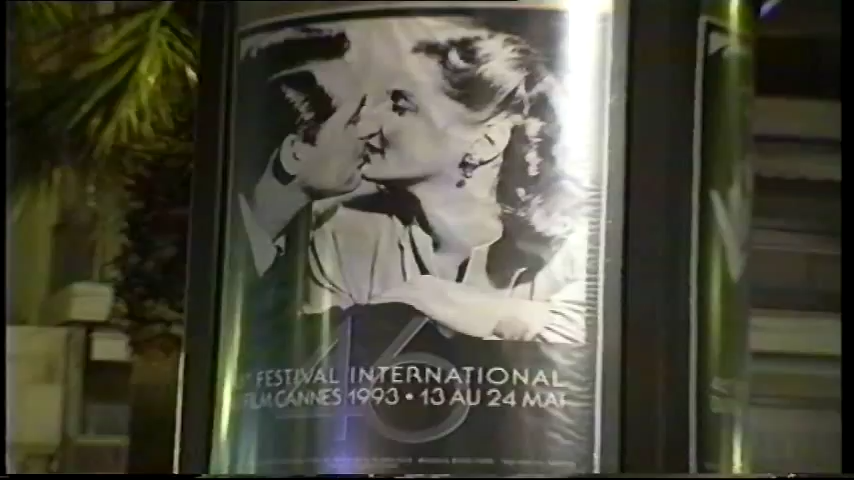 46
FESTIVAL INTERNATIONAL
FILM CANNES 1993 • 13 AU 24 MAI